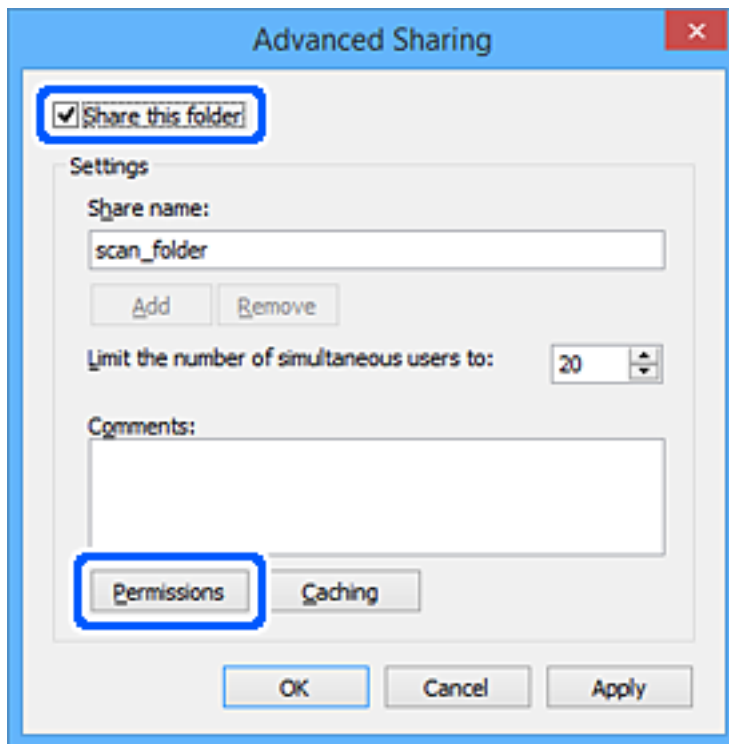 Advanced Sharing
Share this folder
Settings
Share name:
scan_folder
Add Remove
Limit the number of simultaneous users to: 20
Comments:
Permissions Caching
OK Cancel Apply